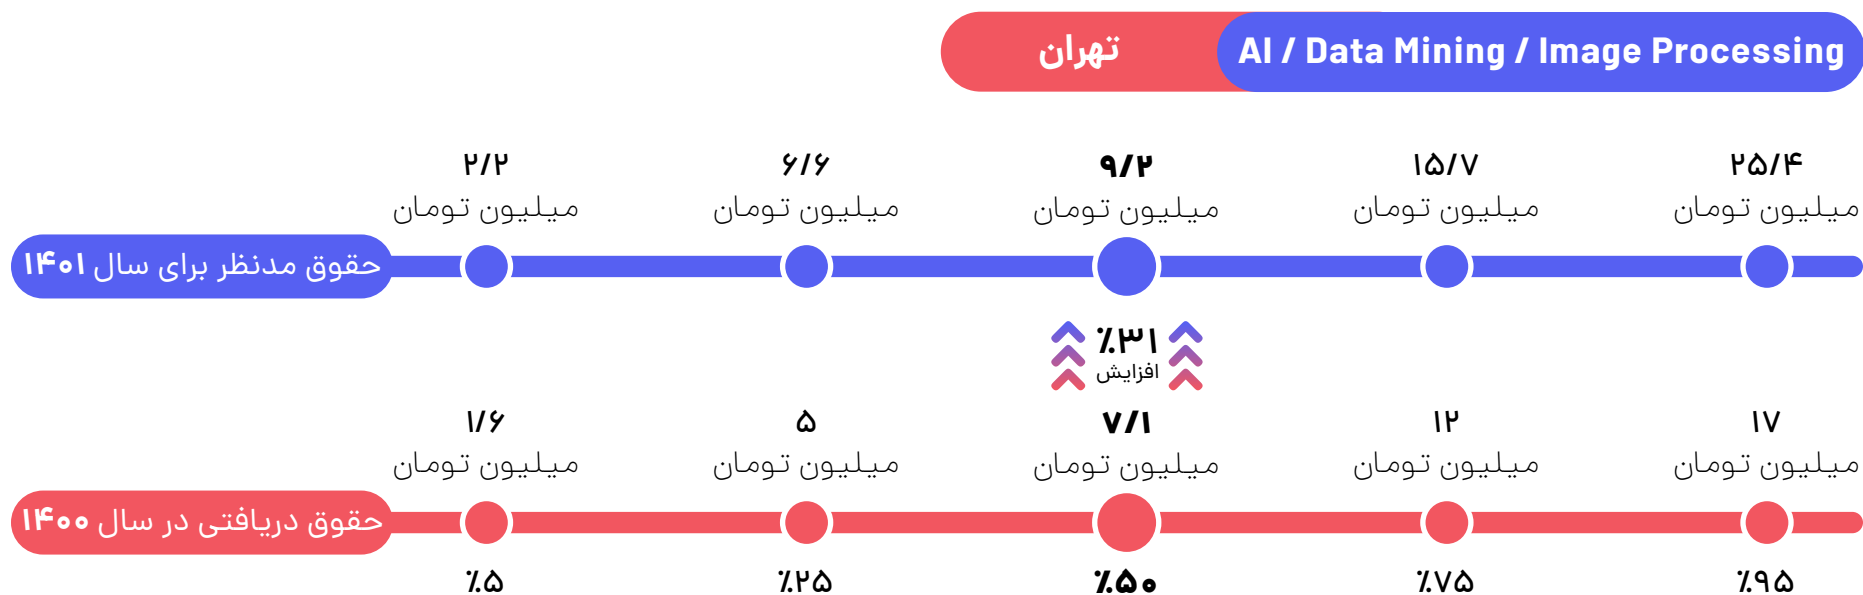 AI / Data Mining / Image Processing
تهران
۲/۲ ۶/۶ ۹/۲ ۱۵/۷ ۲۵/۴
میلیون تومان میلیون تومان میلیون تومان میلیون تومان میلیون تومان
حقوق مدنظر برای سال ۱۴۰۱
٪۳۱
افزایش
۱/۶ ۵ ۷/۱ ۱۲ ۱۷
میلیون تومان میلیون تومان میلیون تومان میلیون تومان میلیون تومان
حقوق دریافتی در سال ۱۴۰۰
٪۵ ٪۲۵ ٪۵۰ ٪۷۵ ٪۹۵